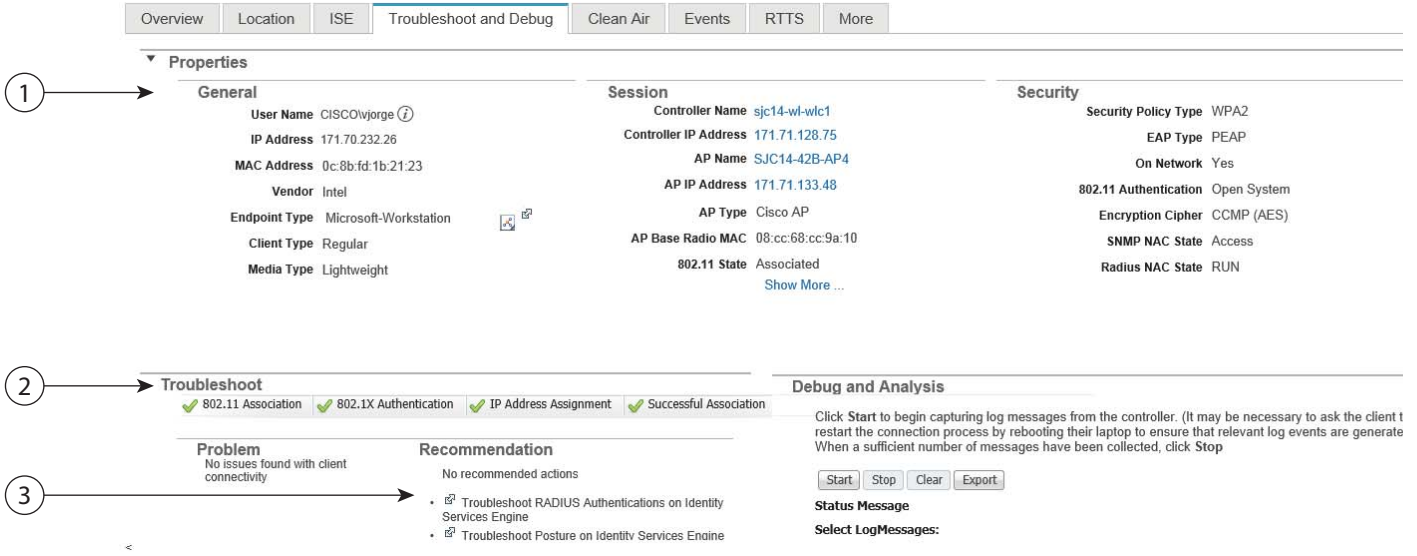 Overview Location ISE Troubleshoot and Debug Clean Air Events RTTS More
Properties
1
General
User Name CISCO\vjorge
IP Address 171.70.232.26
MAC Address 0c:8b:fd:1b:21:23
Vendor Intel
Endpoint Type Microsoft-Workstation
Client Type Regular
Media Type Lightweight
Session
Controller Name sjc14-wl-wlc1
Controller IP Address 171.71.128.75
AP Name SJC14-42B-AP4
AP IP Address 171.71.133.48
AP Type Cisco AP
AP Base Radio MAC 08:cc:68:cc:9a:10
802.11 State Associated
Show More ...
Security
Security Policy Type WPA2
EAP Type PEAP
On Network Yes
802.11 Authentication Open System
Encryption Cipher CCMP (AES)
SNMP NAC State Access
Radius NAC State RUN
2
Troubleshoot
802.11 Association 802.1X Authentication IP Address Assignment Successful Association
Problem
No issues found with client
connectivity
Recommendation
No recommended actions
3
• Troubleshoot RADIUS Authentications on Identity
Services Engine
• Troubleshoot Posture on Identity Services Engine
Debug and Analysis
Click Start to begin capturing log messages from the controller. (It may be necessary to ask the client t
restart the connection process by rebooting their laptop to ensure that relevant log events are generate
When a sufficient number of messages have been collected, click Stop
Start Stop Clear Export
Status Message
Select LogMessages:
<